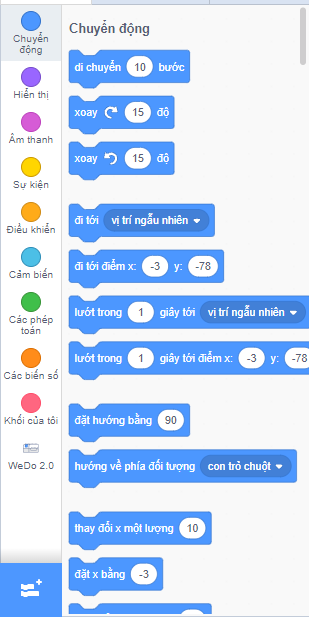 Chuyển
động
Hiển thị
Âm thanh
Sự kiện
Điều khiển
Cảm biến
Các phép
toán
Các biến số
Khối của tôi
WeDo 2.0
Chuyển động
di chuyển 10 bước
xoay 15 độ
xoay 15 độ
đi tới vị trí ngẫu nhiên
đi tới điểm x: -3 y: -78
lướt trong 1 giây tới vị trí ngẫu nhiên
lướt trong 1 giây tới điểm x: -3 y: -78
đặt hướng bằng 90
hướng về phía đối tượng con trỏ chuột
thay đổi x một lượng 10
đặt x bằng -3